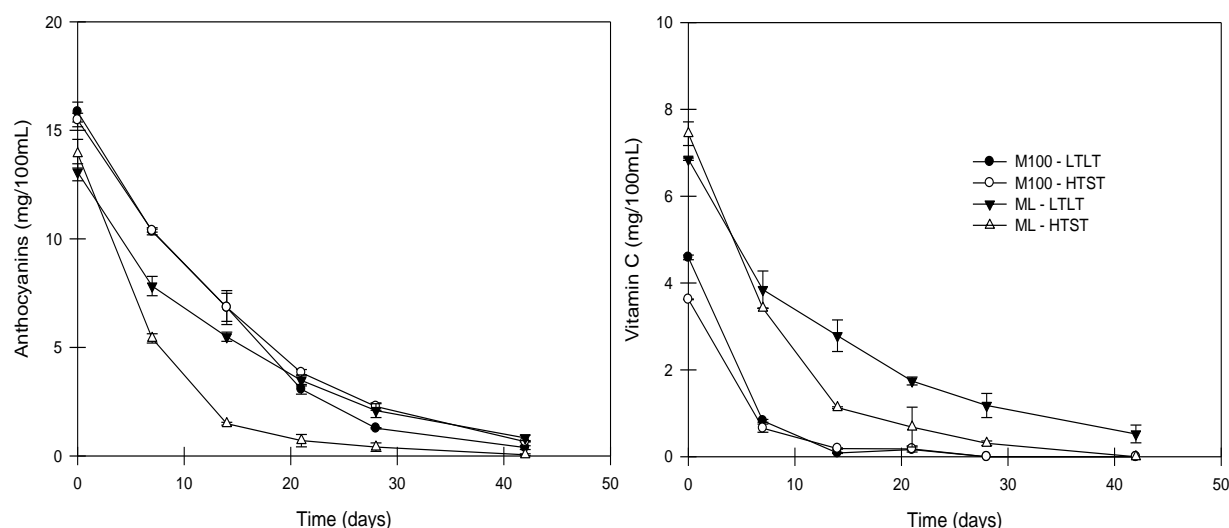 20
15
10
5
0
Anthocyanins (mg/100mL)
0 10 20 30 40 50
Time (days)
10
8
6
4
2
0
Vitamin C (mg/100mL)
M100 - LTLT
M100 - HTST
ML - LTLT
ML - HTST
0 10 20 30 40 50
Time (days)